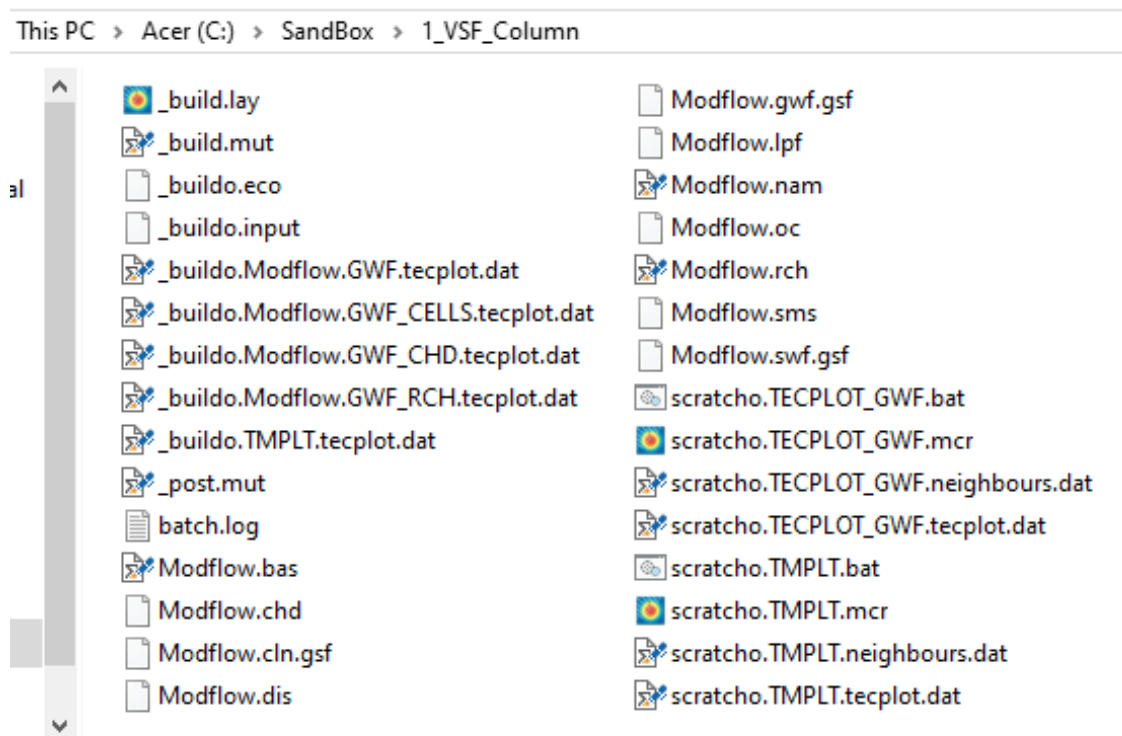 This PC > Acer (C:) > SandBox > 1_VSF_Column
al
_build.lay
_build.mut
_buildo.eco
_buildo.input
_buildo.Modflow.GWF.tecplot.dat
_buildo.Modflow.GWF_CELLS.tecplot.dat
_buildo.Modflow.GWF_CHD.tecplot.dat
_buildo.Modflow.GWF_RCH.tecplot.dat
_buildo.TMPLT.tecplot.dat
_post.mut
batch.log
Modflow.bas
Modflow.chd
Modflow.cln.gsf
Modflow.dis
Modflow.gwf.gsf
Modflow.lpf
Modflow.nam
Modflow.oc
Modflow.rch
Modflow.sms
Modflow.swf.gsf
scratcho.TECPLOT_GWF.bat
scratcho.TECPLOT_GWF.mcr
scratcho.TECPLOT_GWF.neighbours.dat
scratcho.TECPLOT_GWF.tecplot.dat
scratcho.TMPLT.bat
scratcho.TMPLT.mcr
scratcho.TMPLT.neighbours.dat
scratcho.TMPLT.tecplot.dat